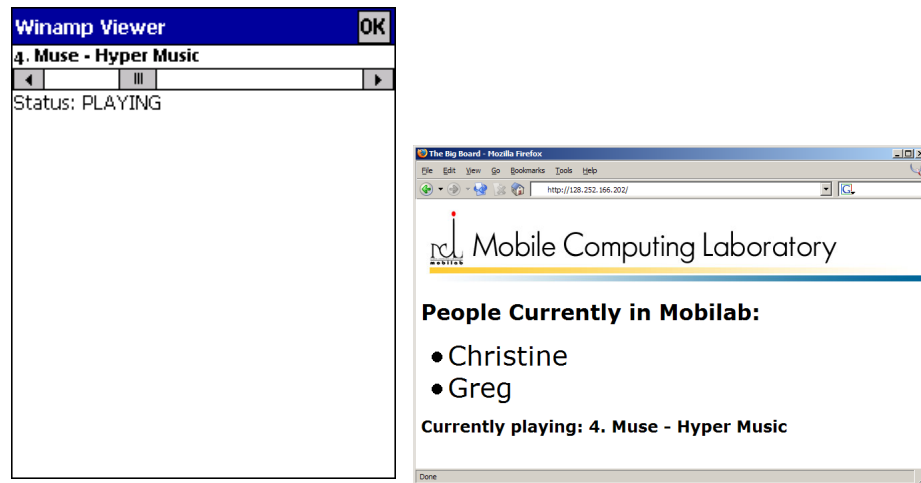 Winamp Viewer OK
4. Muse - Hyper Music
Status: PLAYING
The Big Board - Mozilla Firefox
File Edit View Go Bookmarks Tools Help
http://128.252.166.202/
G
mcl Mobile Computing Laboratory
mobilab
People Currently in Mobilab:
• Christine
• Greg
Currently playing: 4. Muse - Hyper Music
Done